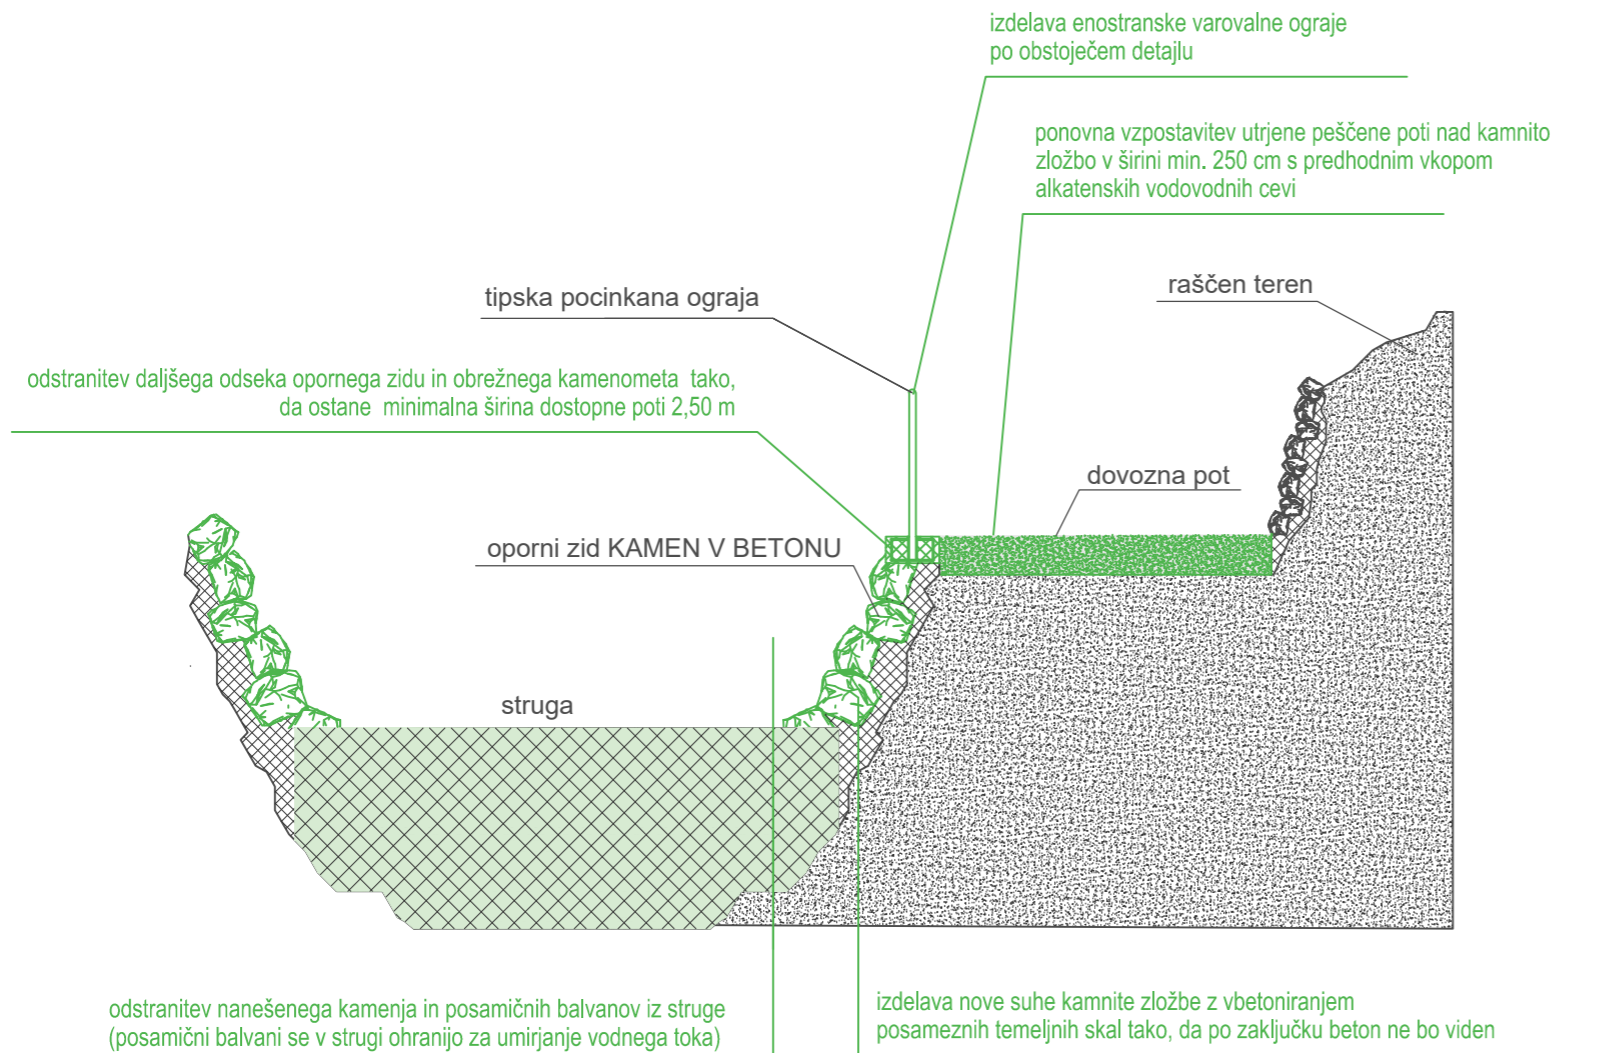 izdelava enostranske varovalne ograje
po obstoječem detajlu
ponovna vzpostavitev utrjene peščene poti nad kamnito
zložbo v širini min. 250 cm s predhodnim vkopom
alkatenskih vodovodnih cevi
raščen teren
tipska pocinkana ograja
odstranitev daljšega odseka opornega zidu in obrežnega kamenometa tako,
da ostane minimalna širina dostopne poti 2,50 m
dovozna pot
oporni zid KAMEN V BETONU
struga
odstranitev nanešenega kamenja in posamičnih balvanov iz struge
(posamični balvani se v strugi ohranijo za umirjanje vodnega toka)
izdelava nove suhe kamnite zložbe z vbetoniranjem
posameznih temeljnih skal tako, da po zaključku beton ne bo viden